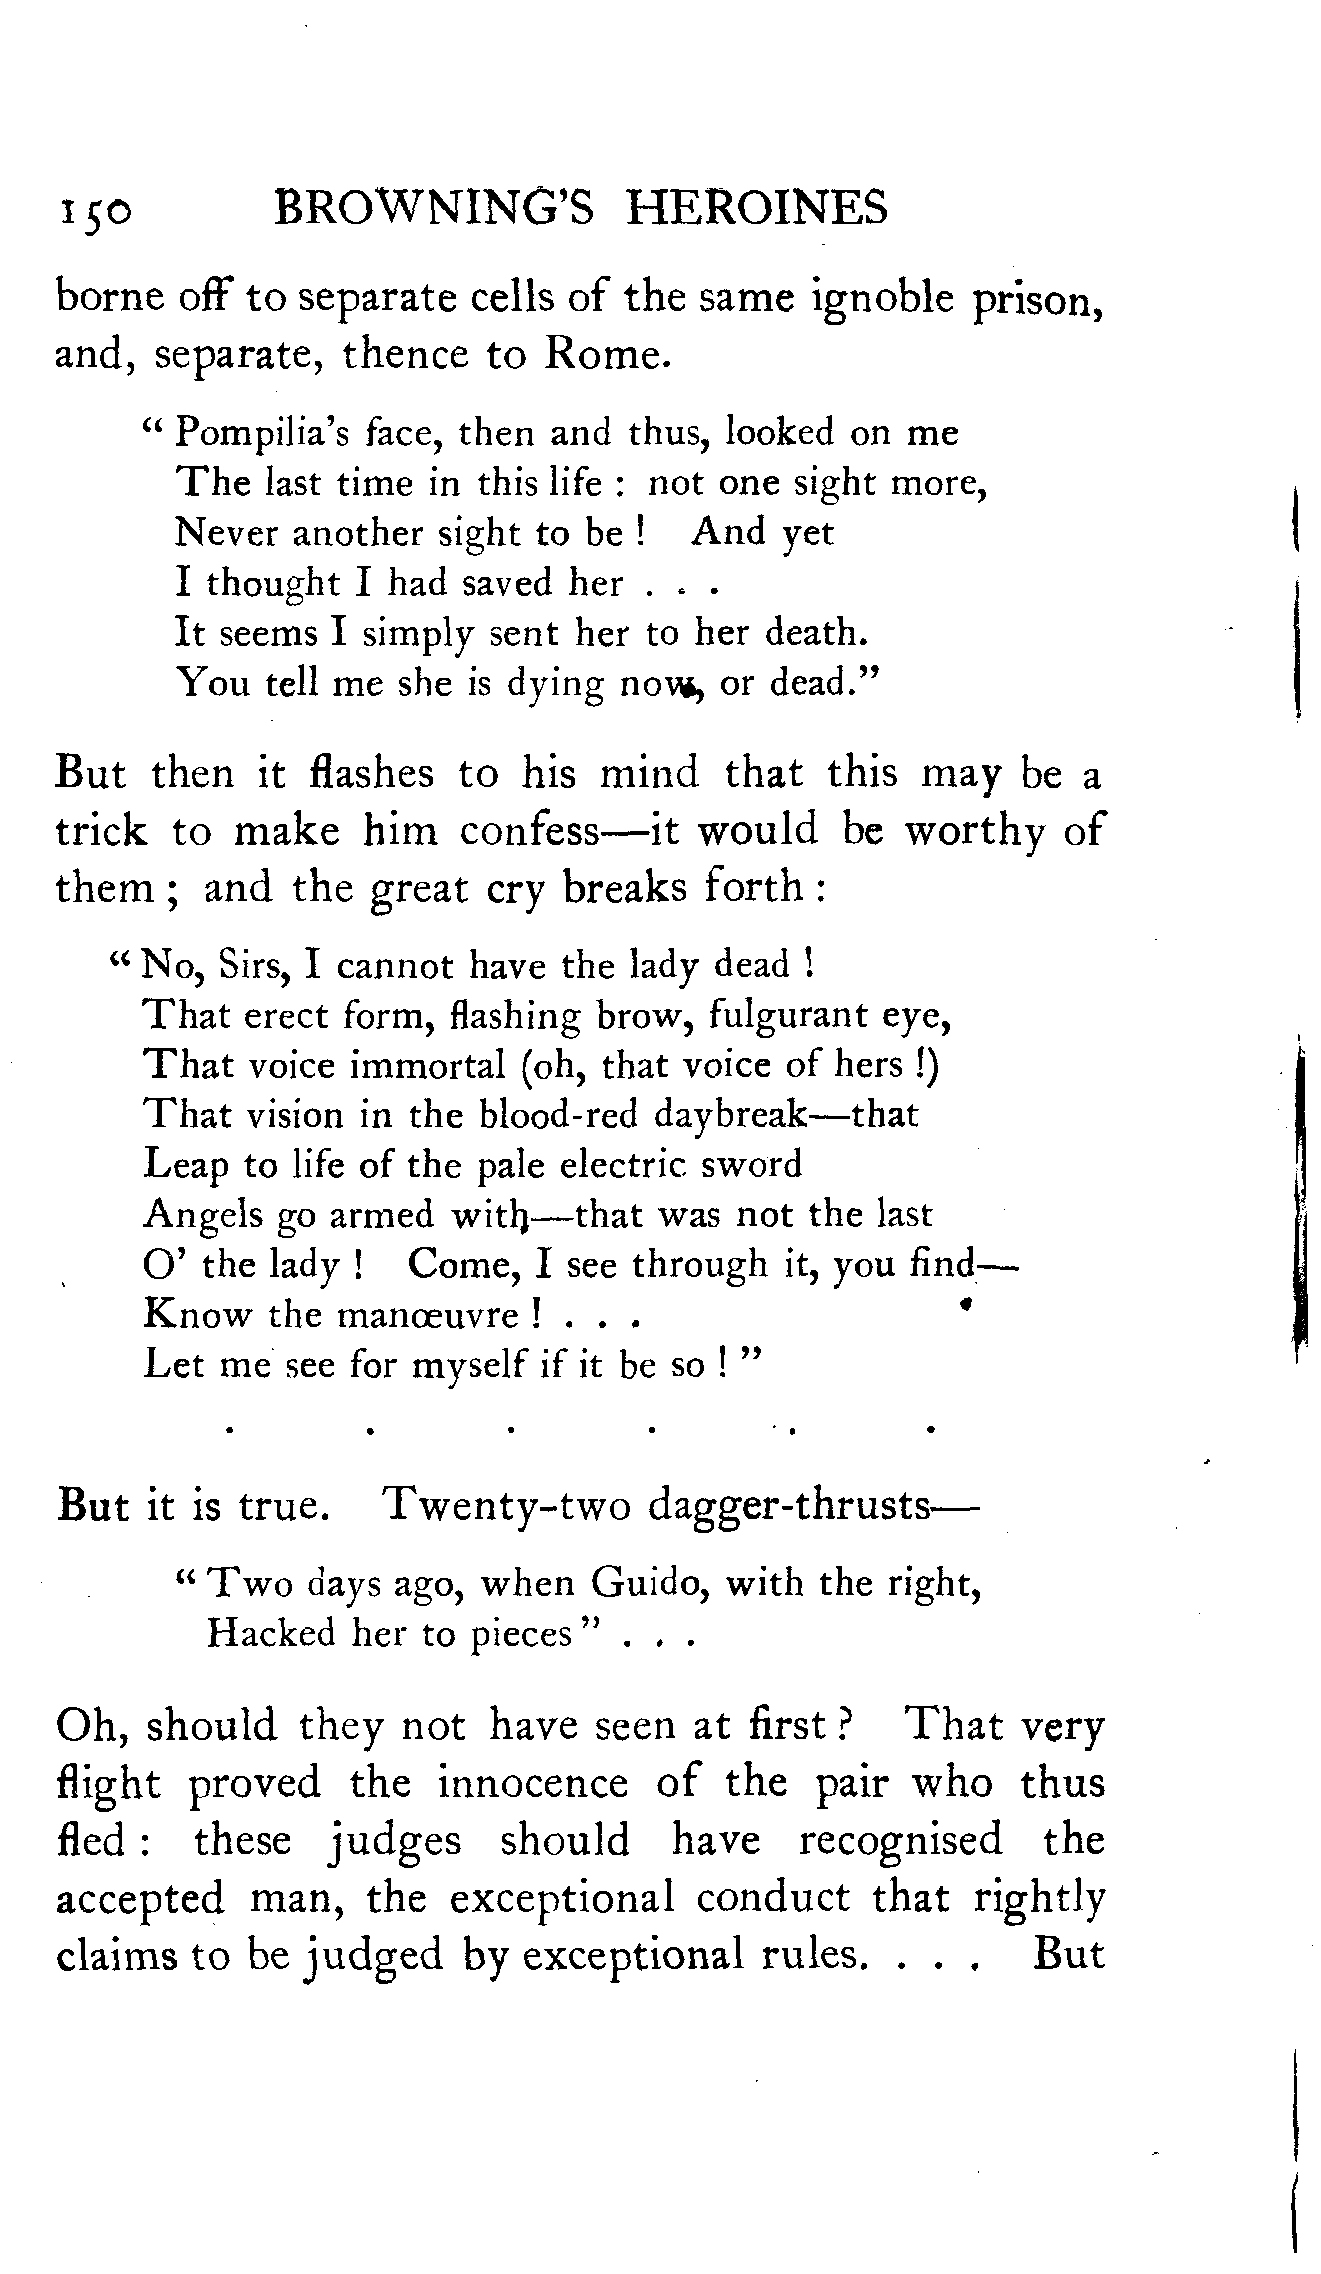 150 BROWNING'S HEROINES
borne off to separate cells of the same ignoble prison,
and, separate, thence to Rome.
“ Pompilia's face, then and thus, looked on me
The last time in this life : not one sight more,
Never another sight to be ! And yet
I thought I had saved her . . .
It seems I simply sent her to her death.
You tell me she is dying now, or dead.”
But then it flashes to his mind that this may be a
trick to make him confess—it would be worthy of
them ; and the great cry breaks forth :
“ No, Sirs, I cannot have the lady dead !
That erect form, flashing brow, fulgurant eye,
That voice immortal (oh, that voice of hers !)
That vision in the blood-red daybreak—that
Leap to life of the pale electric sword
Angels go armed with—that was not the last
O' the lady ! Come, I see through it, you find—
Know the manœuvre ! . . .
Let me see for myself if it be so ! ”
. . . . . .
But it is true. Twenty-two dagger-thrusts—
“ Two days ago, when Guido, with the right,
Hacked her to pieces ” . . .
Oh, should they not have seen at first ? That very
flight proved the innocence of the pair who thus
fled : these judges should have recognised the
accepted man, the exceptional conduct that rightly
claims to be judged by exceptional rules. . . . But